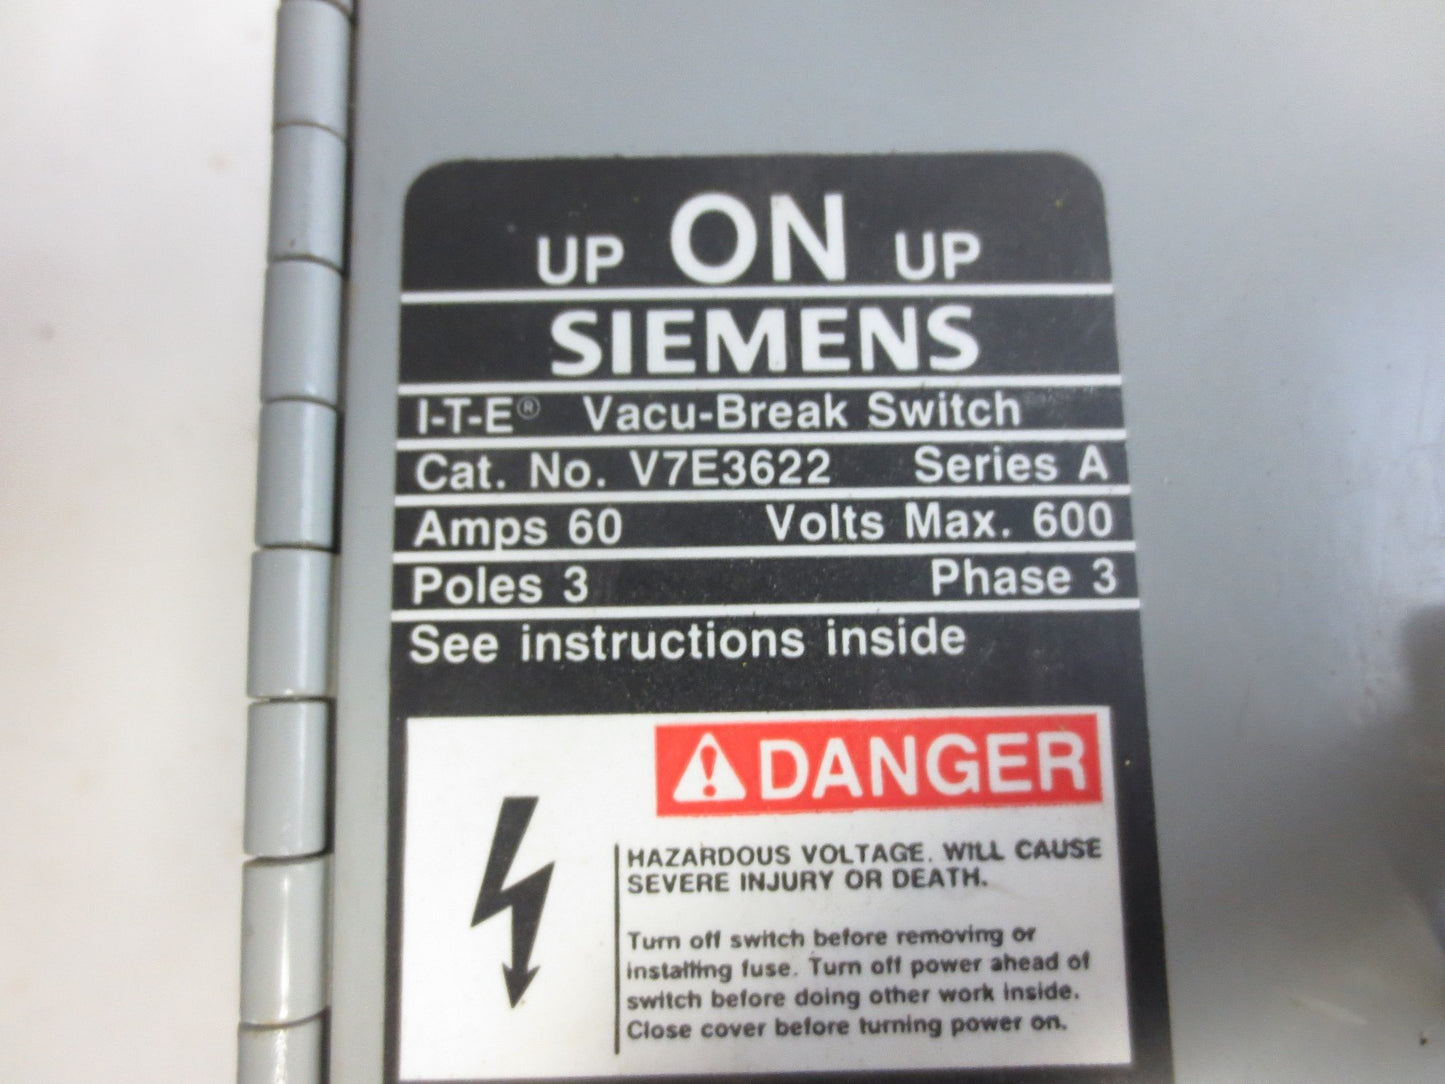 UP ON UP
SIEMENS
I-T-E® Vacu-Break Switch
Cat. No. V7E3622 Series A
Amps 60 Volts Max. 600
Poles 3 Phase 3
See instructions inside
DANGER
HAZARDOUS VOLTAGE. WILL CAUSE
SEVERE INJURY OR DEATH.
Turn off switch before removing or
installing fuse. Turn off power ahead of
switch before doing other work inside.
Close cover before turning power on.